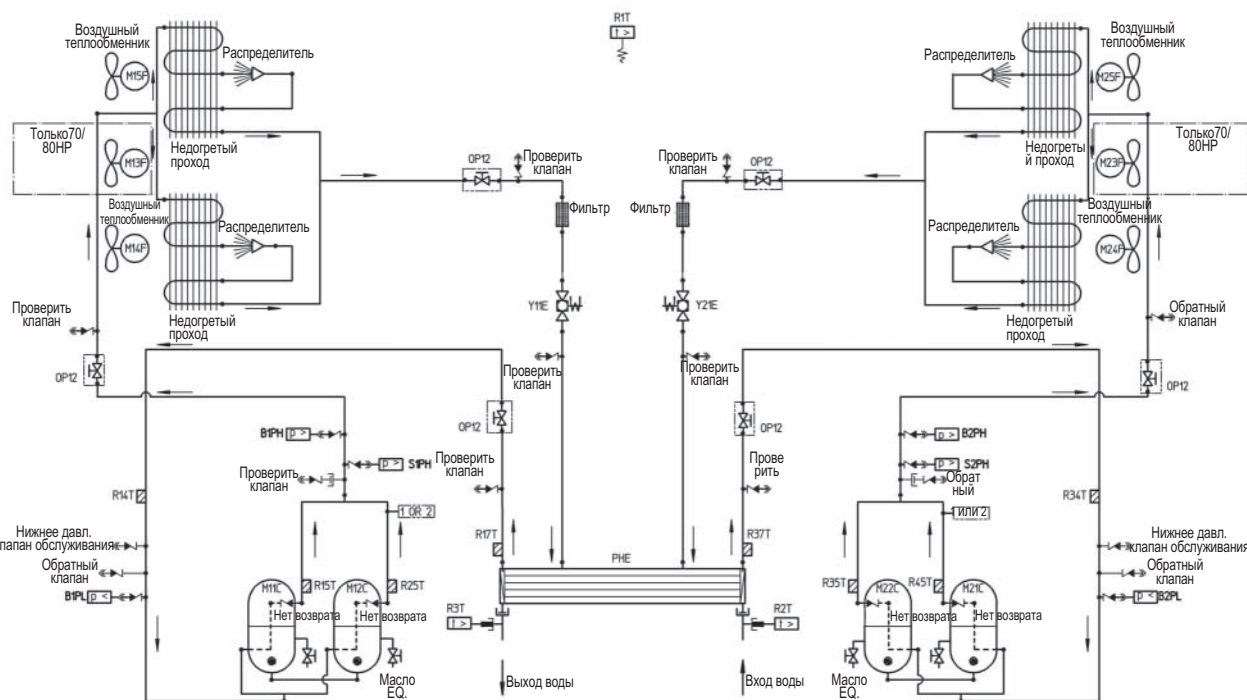 R1T
Воздушный
теплообменник
M15F
Распределитель
Только70/
80HP
M13F
Недогретый
проход
Воздушный
теплообменник
M14F
Распределитель
Недогретый
проход
Проверить
клапан
OP12
OP12
Проверить
клапан
Фильтр
Y11E
Проверить
клапан
Проверить
клапан
OP12
Фильтр
Y21E
Проверить
клапан
Воздушный
теплообменник
M25F
Распределитель
Только70/
80HP
M23F
Недогреты
й проход
Воздушный
теплообменник
M24F
Распределитель
Недогретый
проход
Обратный
клапан
OP12
B1PH
P >
P >
S1PH
Проверить
клапан
OP12
Проверить
клапан
R14T
1 OR 2
Нижнее давл.
клапан обслуживания
Обратный
клапан
B1PL
P <
R17T
M11C
R15T
M12C
R25T
Нет возврата
Нет возврата
Масло
EQ.
PHE
R3T
Выход воды
R2T
Вход воды
OP12
Прове
рить
R37T
P >
B2PH
P >
S2PH
Обрат
ный
ИЛИ 2
R34T
Нижнее давл.
клапан обслуживания
Обратный
клапан
P <
B2PL
R35T
M22C
R45T
M21C
Нет возврата
Нет возврата
Масло
EQ.